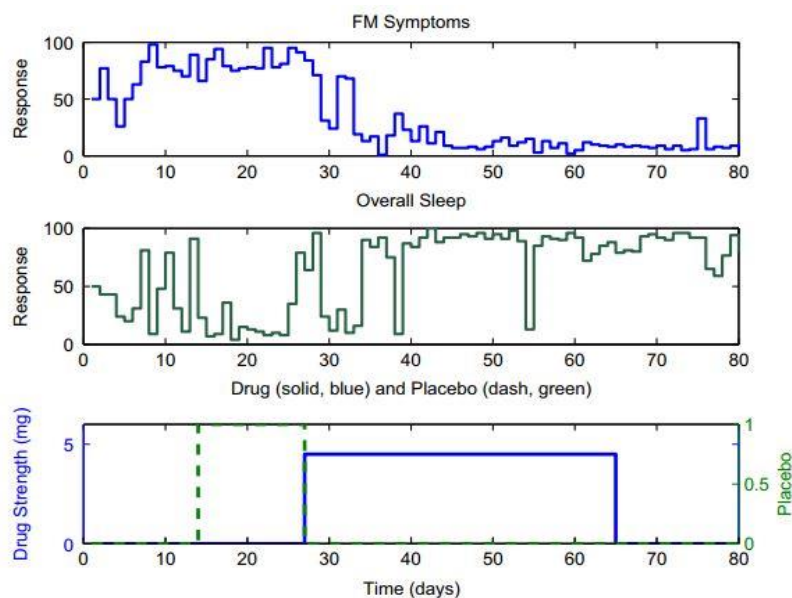 FM Symptoms
Response
100
50
0
0 10 20 30 40 50 60 70 80
Overall Sleep
Response
100
50
0
0 10 20 30 40 50 60 70 80
Drug (solid, blue) and Placebo (dash, green)
Drug Strength (mg)
5
0
1
0.5
0
Placebo
0 10 20 30 40 50 60 70 80
Time (days)